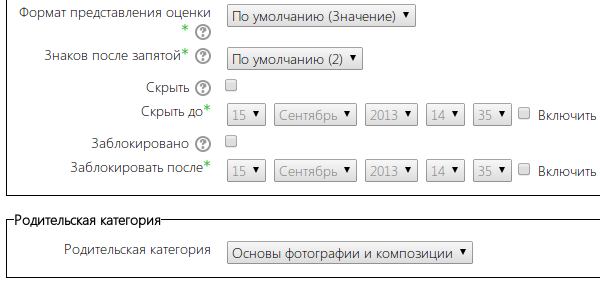 Формат представления оценки По умолчанию (Значение)
*
Знаков после запятой* По умолчанию (2)
Скрыть
Скрыть до* 15 Сентябрь 2013 14 35 Включить
Заблокировано
Заблокировать после* 15 Сентябрь 2013 14 35 Включить
Родительская категория
Родительская категория Основы фотографии и композиции